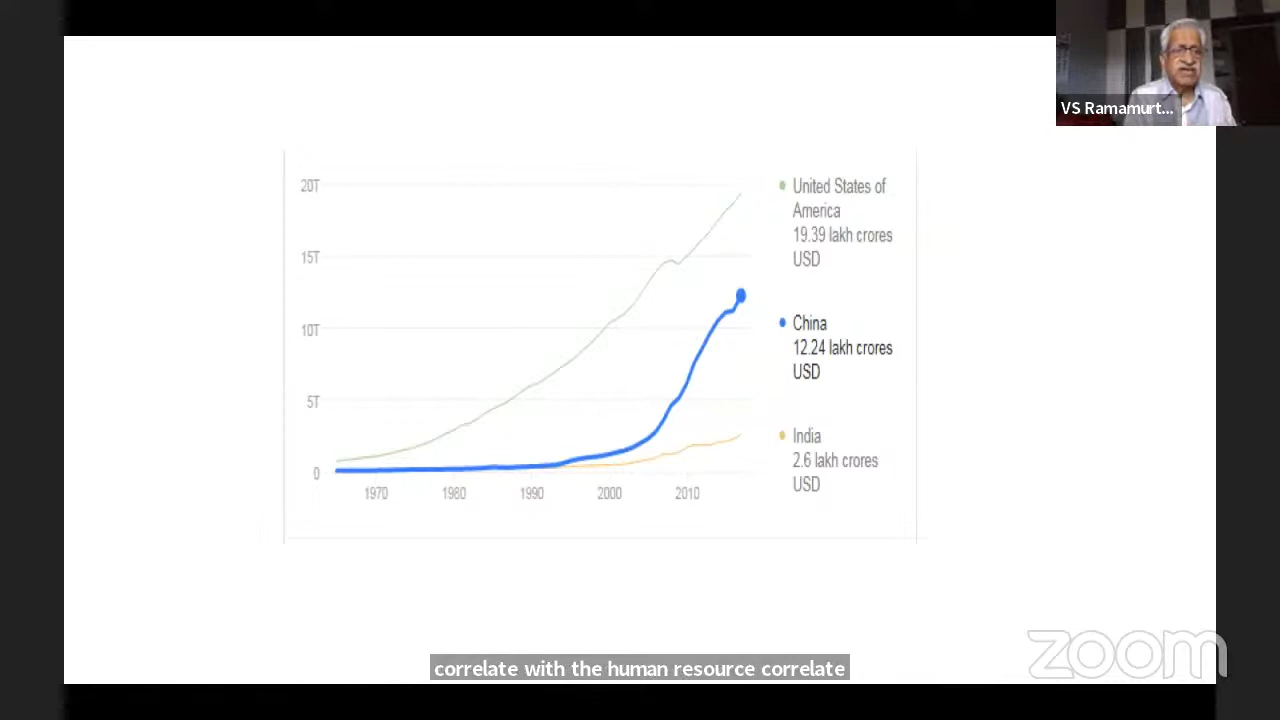 VS Ramamurt...
20T
15T
10T
5T
0
1970 1980 1990 2000 2010
United States of
America
19.39 lakh crores
USD
China
12.24 lakh crores
USD
India
2.6 lakh crores
USD
zoom
correlate with the human resource correlate